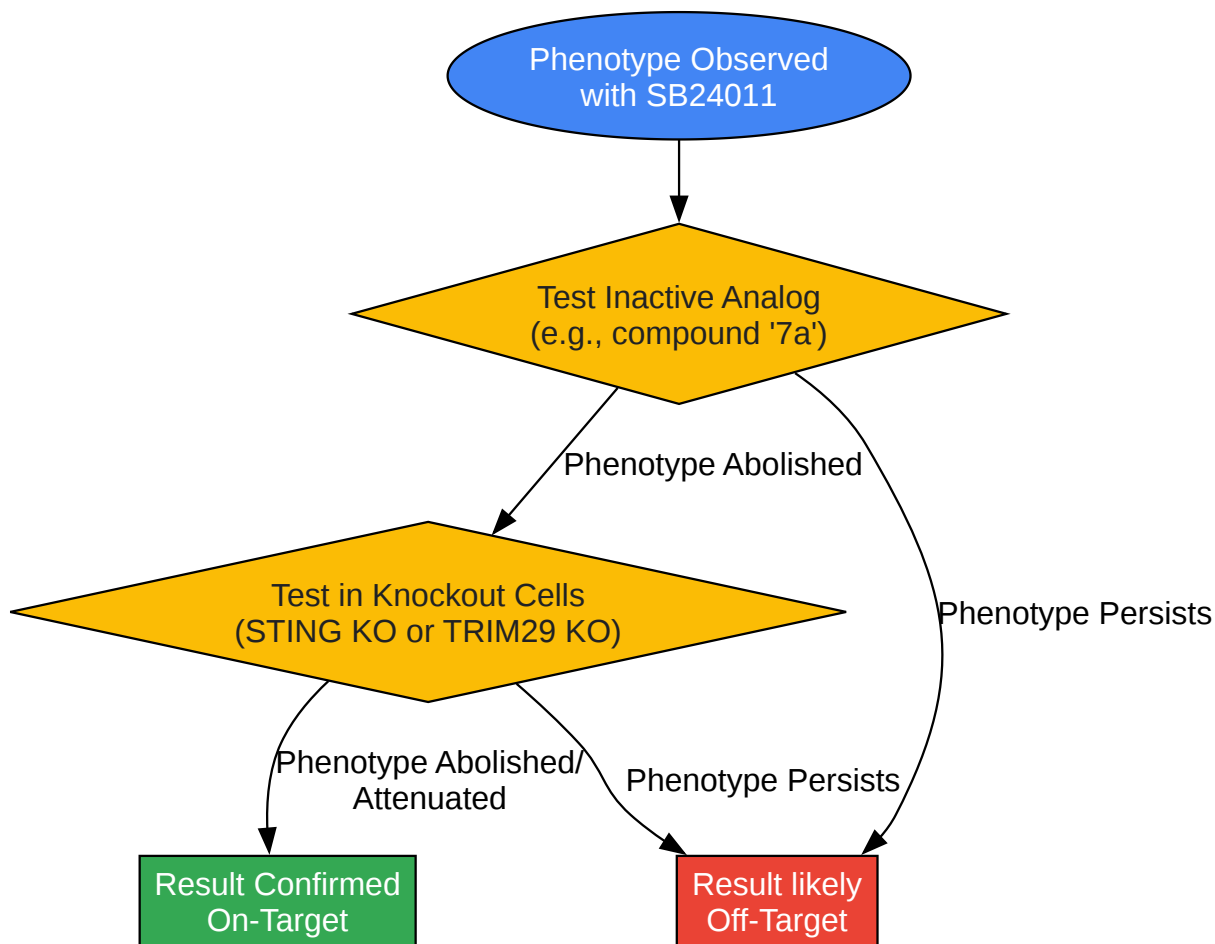 Phenotype Observed
with SB24011
Test Inactive Analog
(e.g., compound '7a')
Phenotype Abolished
Test in Knockout Cells
(STING KO or TRIM29 KO)
Phenotype Persists
Phenotype Abolished/
Attenuated
Phenotype Persists
Result Confirmed
On-Target
Result likely
Off-Target